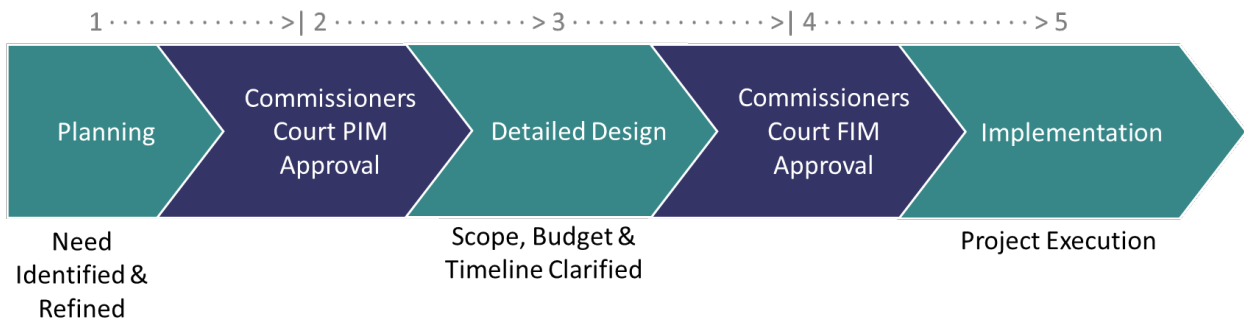 1 · · · · · · · · · · · · >| 2 · · · · · · · · · · · · · · · > 3 · · · · · · · · · · · · · · · >| 4 · · · · · · · · · · · · · · · > 5
Planning
Commissioners
Court PIM
Approval
Detailed Design
Commissioners
Court FIM
Approval
Implementation
Need
Identified &
Refined
Scope, Budget &
Timeline Clarified
Project Execution